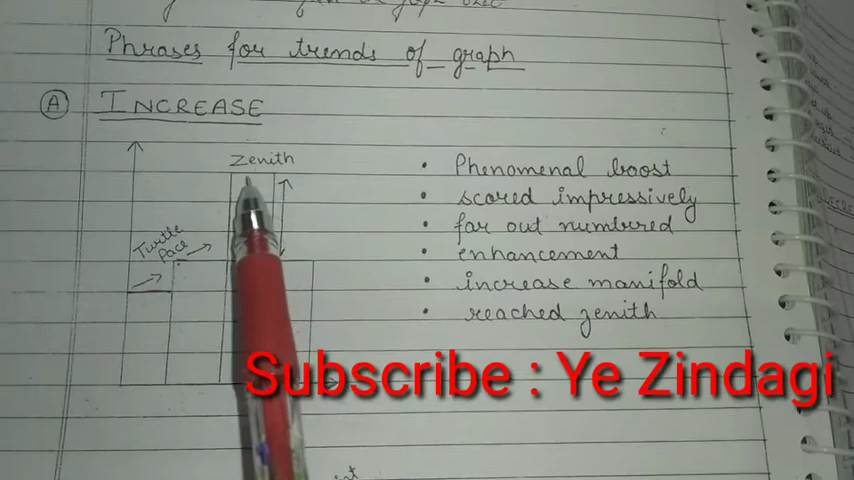 Phrases for trends of graph
A INCREASE
Zenith
Turtle
Pace
• Phenomenal boost
• scored impressively
• far out numbered
• enhancement
• increase manifold
• reached zenith
Subscribe : Ye Zindagi